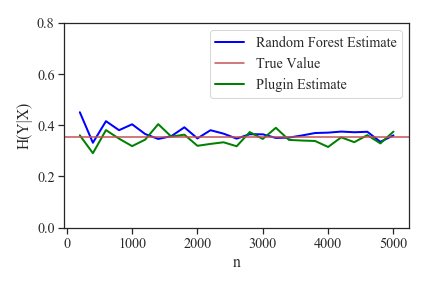 0.8
0.6
0.4
0.2
0.0
H(Y|X)
Random Forest Estimate
True Value
Plugin Estimate
0 1000 2000 3000 4000 5000
n